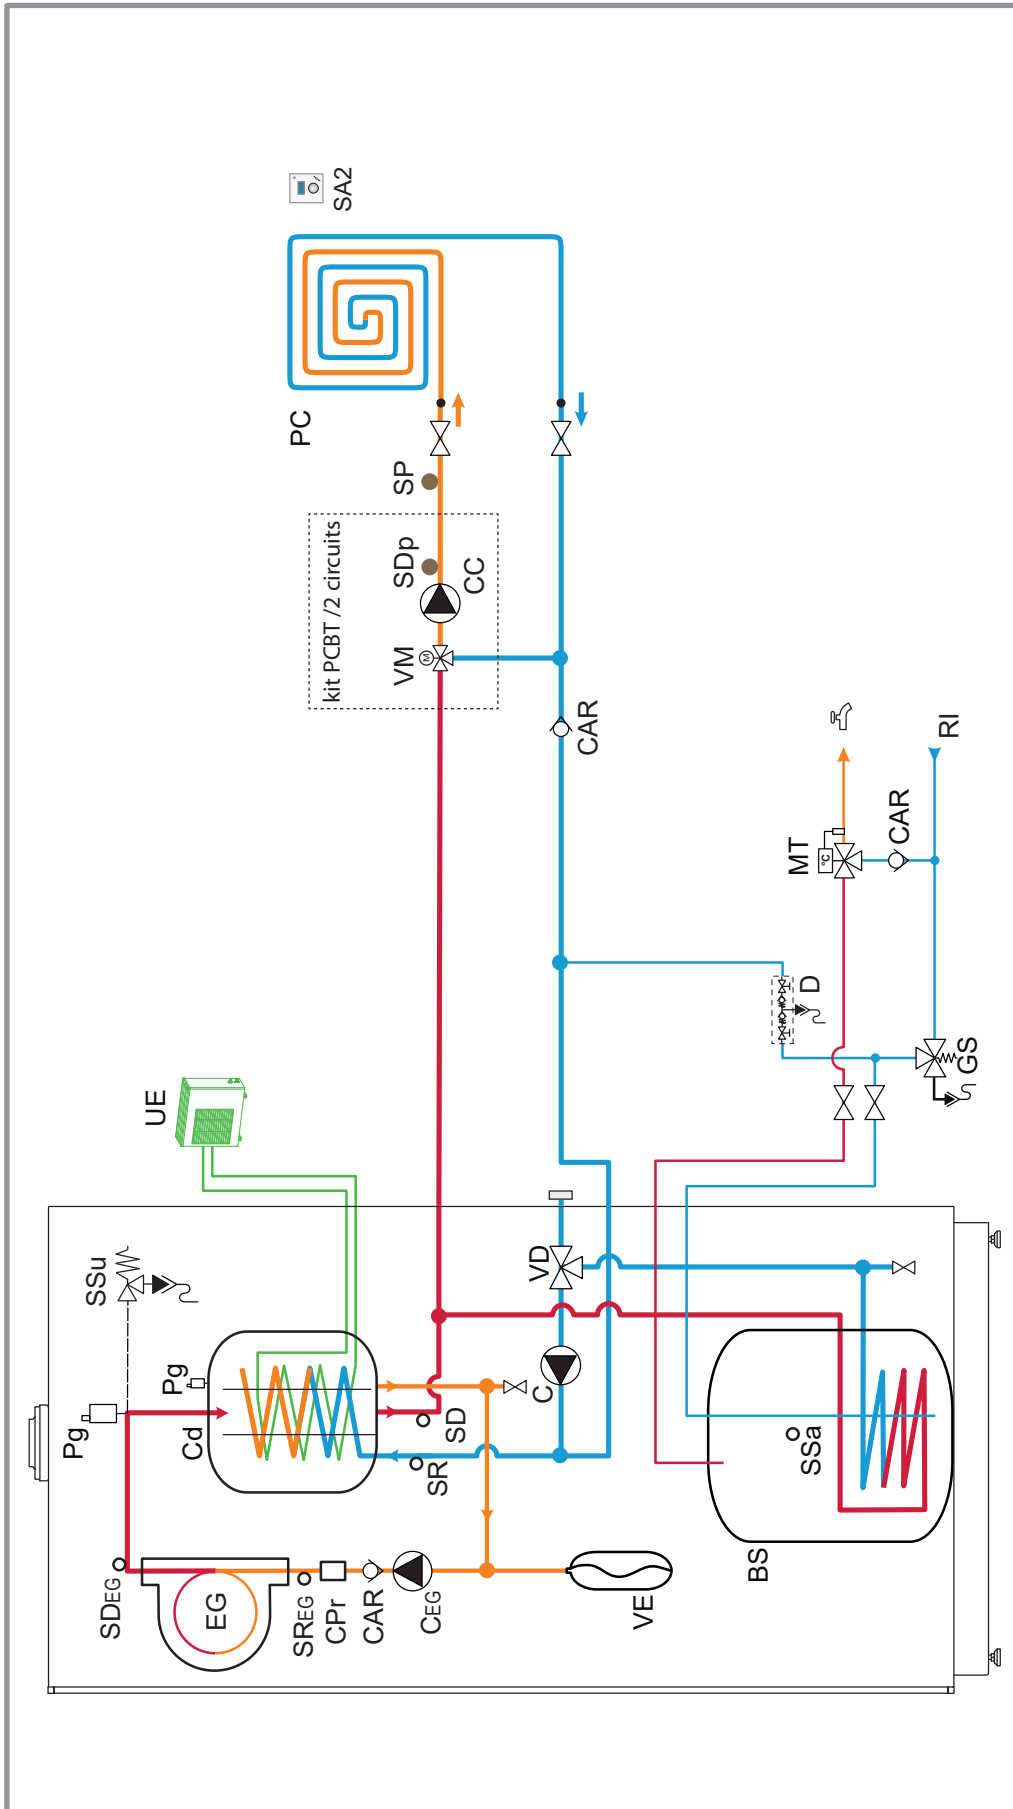 SA2
PC
SP
kit PCBT /2 circuits
SDp
CC
VM
M
CAR
RI
CAR
MT
°C
D
GS
UE
SSu
VD
Pg
Pg
Cd
C
SD
SR
SSa
BS
SDEG
EG
SREG
CPr
CAR
CEG
VE